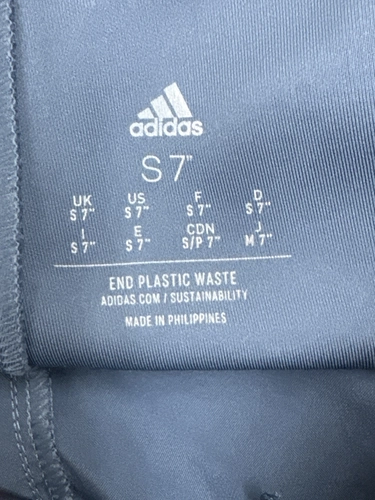 adidas
S 7"
UK US F D
S 7" S 7" S 7" S 7"
I E CDN J
S 7" S 7" S/P 7" M 7"
END PLASTIC WASTE
ADIDAS.COM / SUSTAINABILITY
MADE IN PHILIPPINES